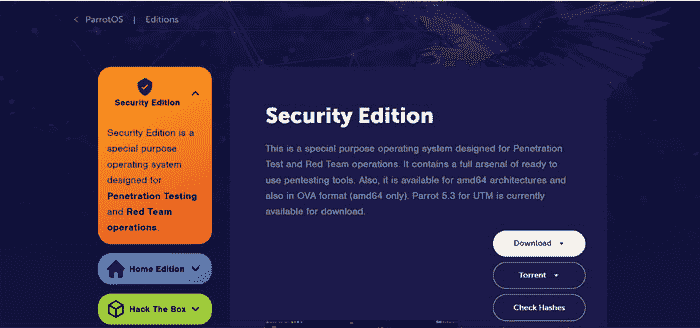 < ParrotOS | Editions
Security Edition
Security Edition is a
special purpose
operating system
designed for
Penetration Testing
and Red Team
operations.
Home Edition
Hack The Box
Security Edition
This is a special purpose operating system designed for Penetration
Test and Red Team operations. It contains a full arsenal of ready to
use pentesting tools. Also, it is available for amd64 architectures and
also in OVA format (amd64 only). Parrot 5.3 for UTM is currently
available for download.
Download
Torrent
Check Hashes